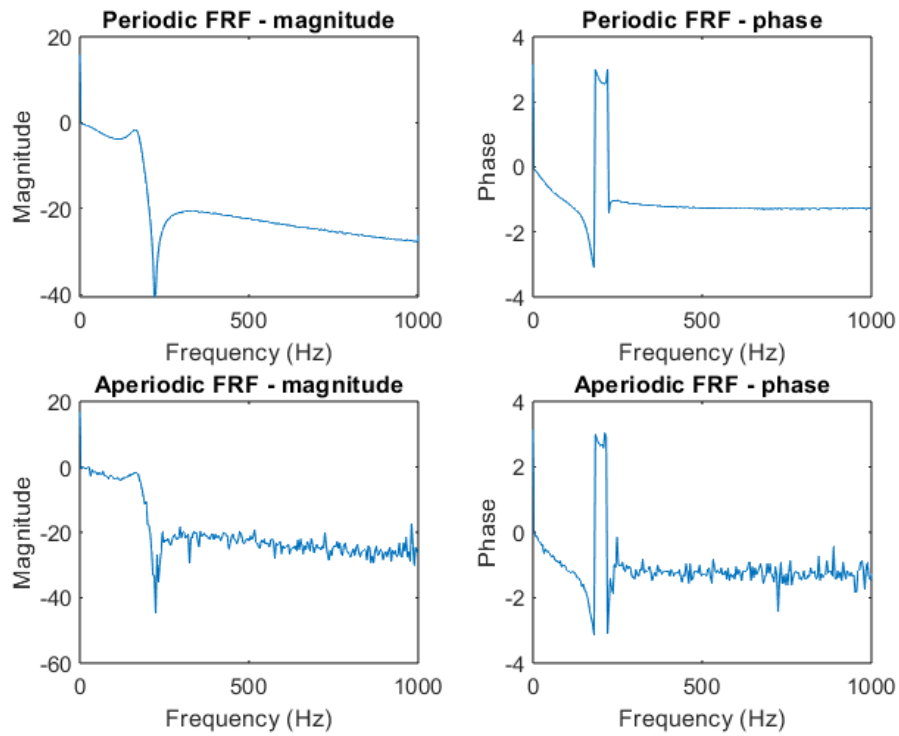 Periodic FRF - magnitude
20
0
-20
-40
Magnitude
0
500
1000
Frequency (Hz)
Periodic FRF - phase
4
2
0
-2
-4
Phase
0
500
1000
Frequency (Hz)
Aperiodic FRF - magnitude
20
0
-20
-40
-60
Magnitude
0
500
1000
Frequency (Hz)
Aperiodic FRF - phase
4
2
0
-2
-4
Phase
0
500
1000
Frequency (Hz)